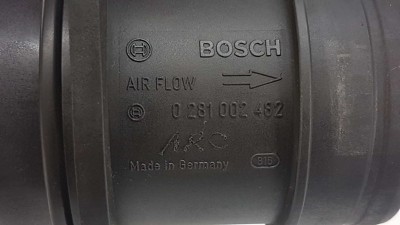 BOSCH
AIR FLOW
0 281 002 482
Made in Germany